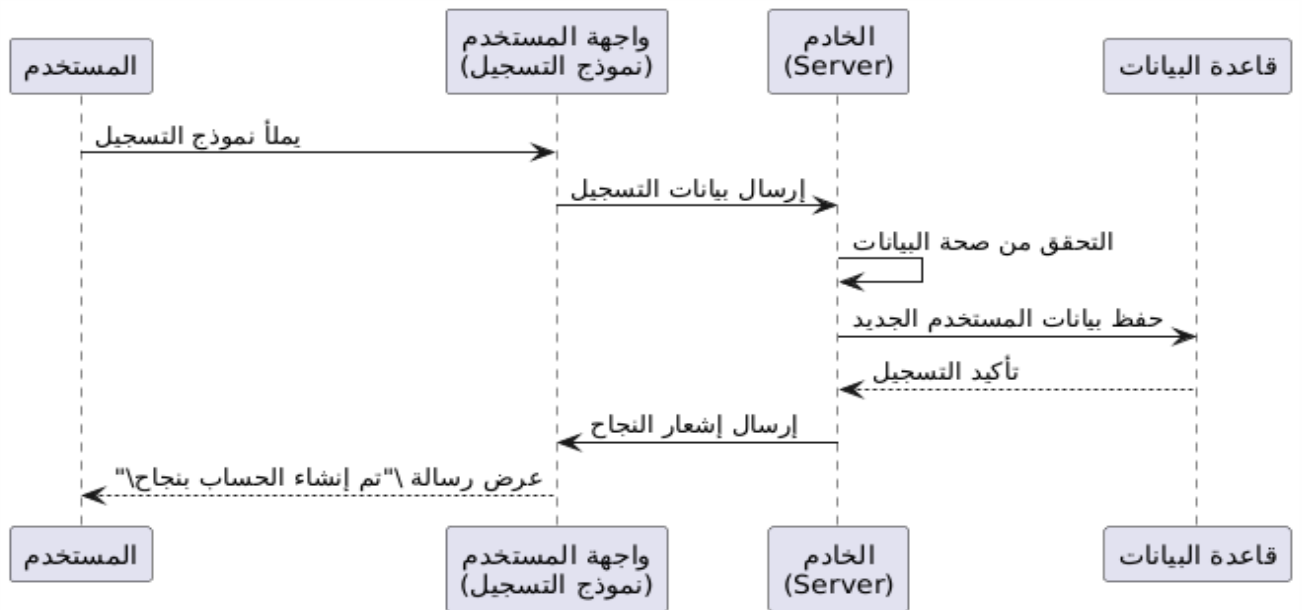 المستخدم
واجهة المستخدم
(نموذج التسجيل)
الخادم
(Server)
قاعدة البيانات
يملأ نموذج التسجيل
إرسال بيانات التسجيل
التحقق من صحة البيانات
حفظ بيانات المستخدم الجديد
تأكيد التسجيل
إرسال إشعار النجاح
عرض رسالة \"تم إنشاء الحساب بنجاح\"
المستخدم
واجهة المستخدم
(نموذج التسجيل)
الخادم
(Server)
قاعدة البيانات